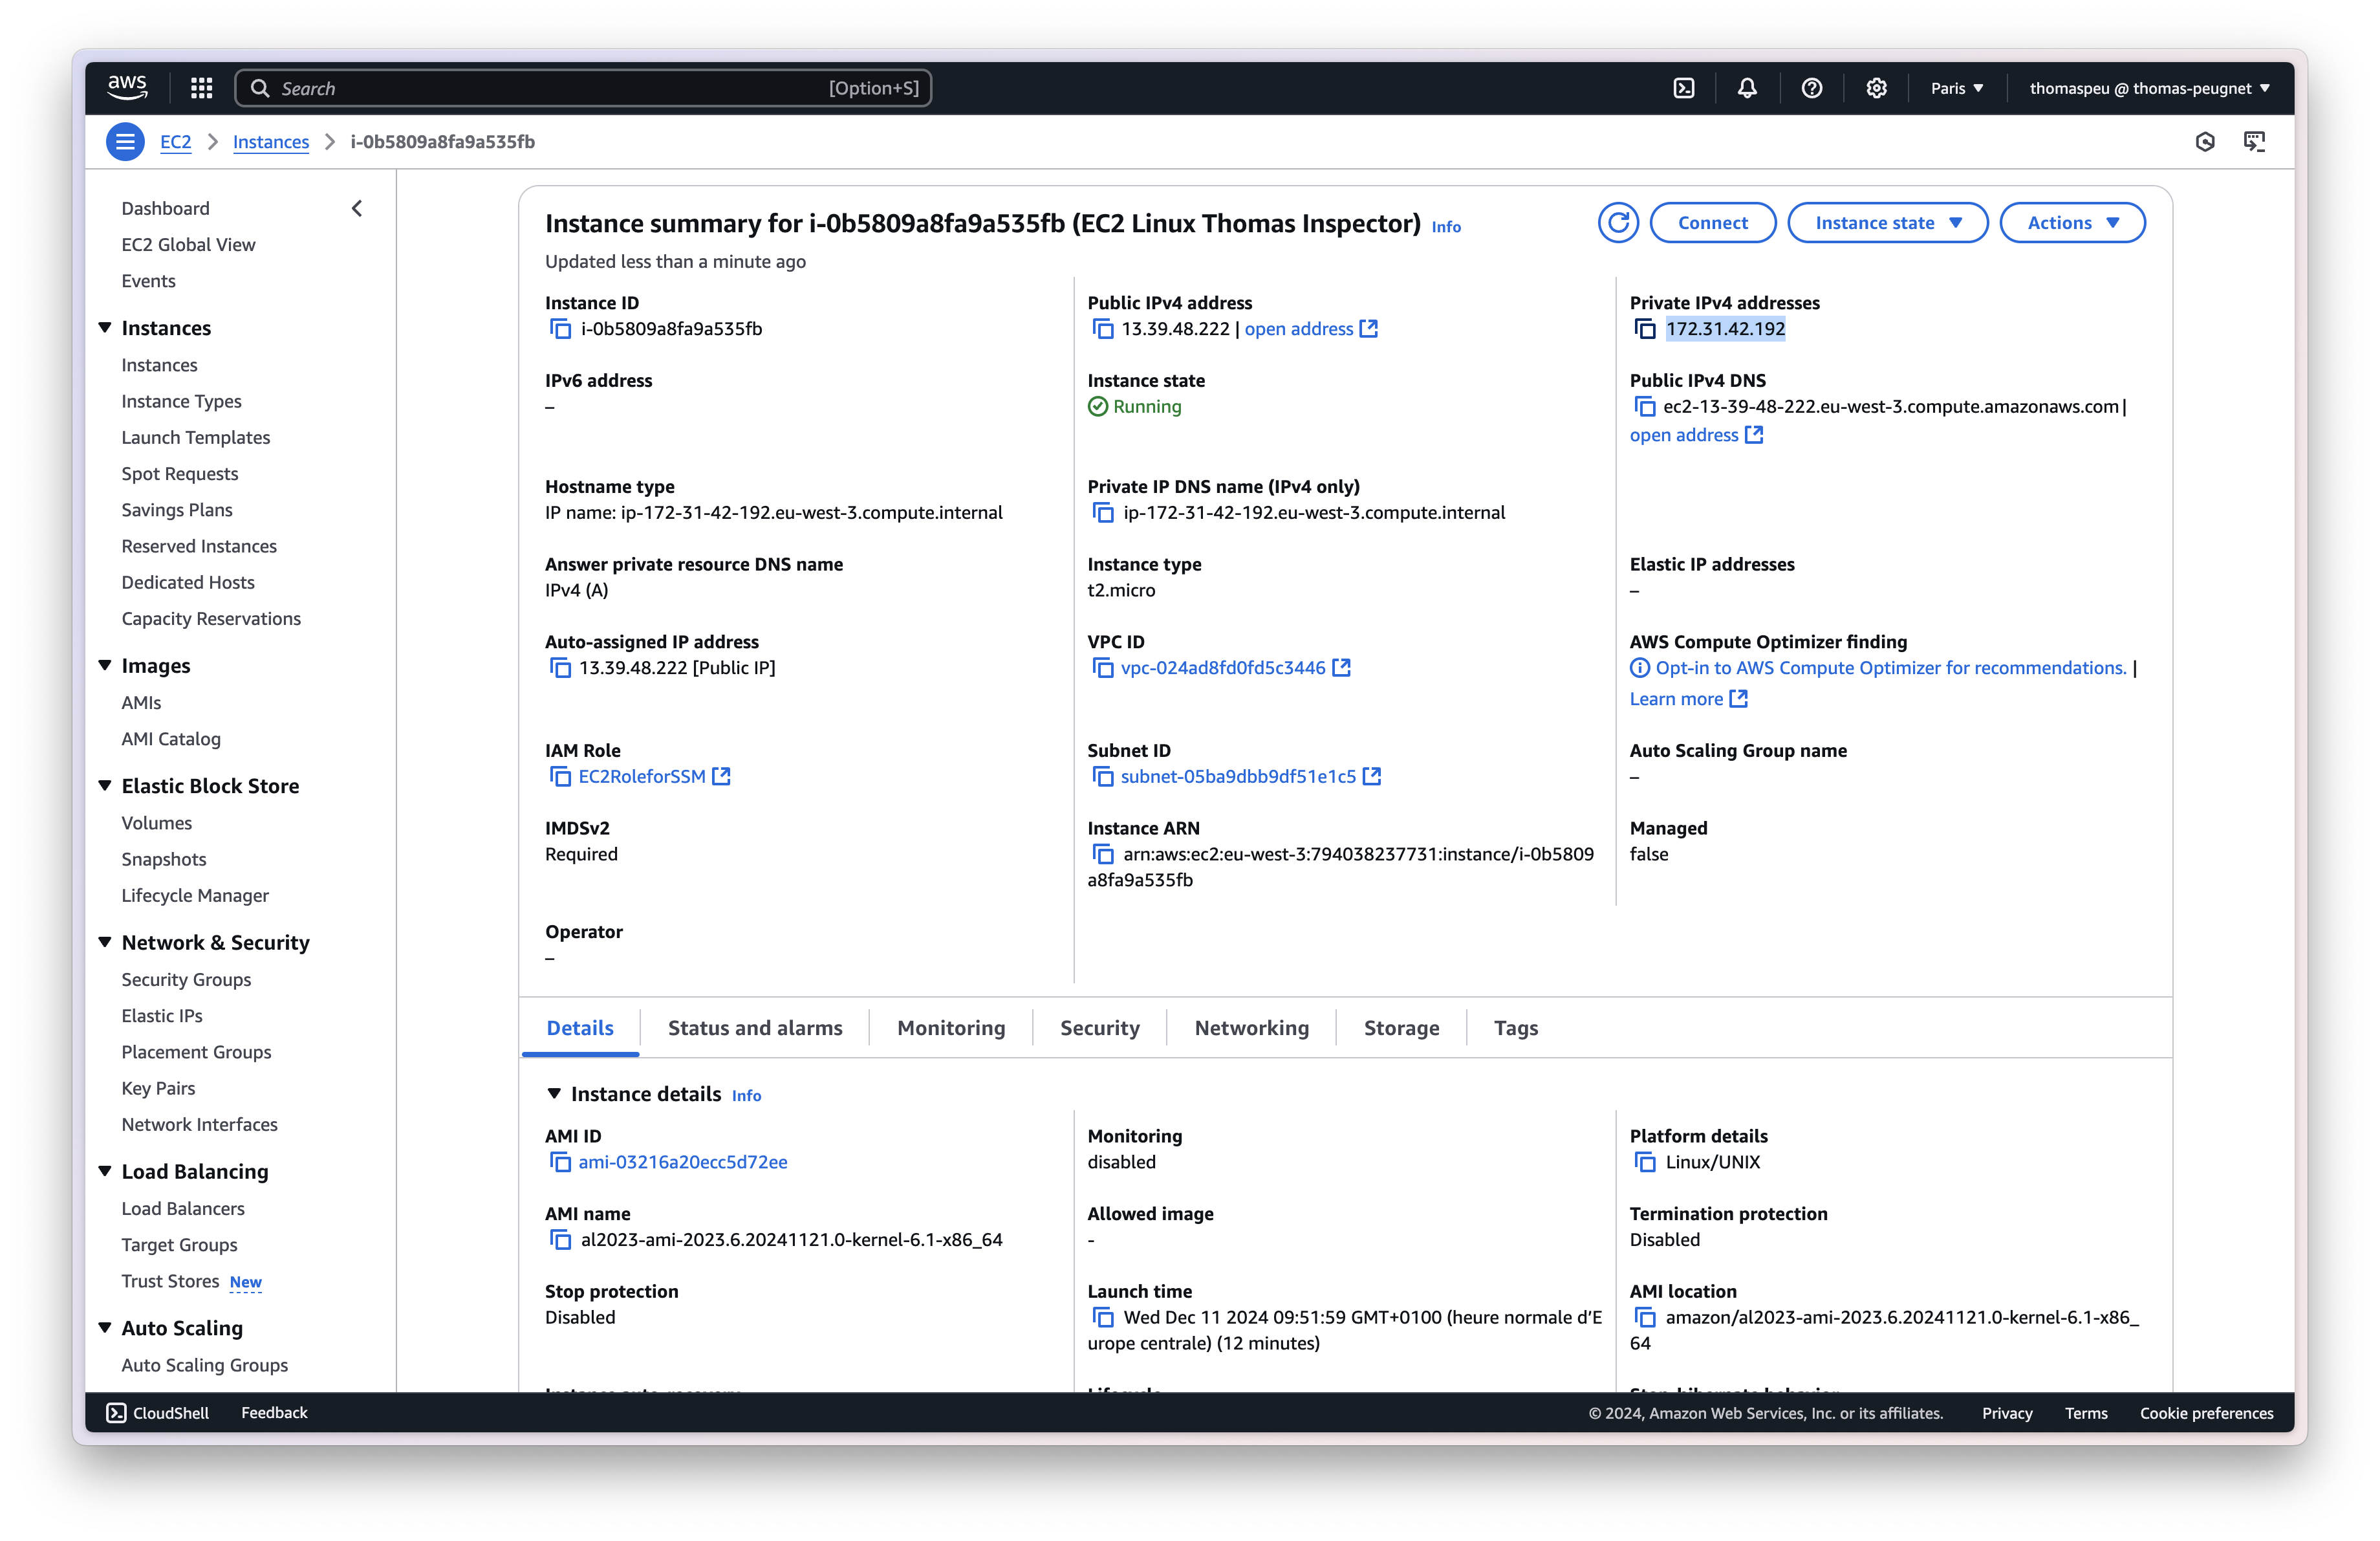 aws
Search [Option+S]
Paris ▼
thomaspeu @ thomas-peugnet ▼
EC2 > Instances > i-0b5809a8fa9a535fb
Dashboard
EC2 Global View
Events
Instances
Instances
Instance Types
Launch Templates
Spot Requests
Savings Plans
Reserved Instances
Dedicated Hosts
Capacity Reservations
Images
AMIs
AMI Catalog
Elastic Block Store
Volumes
Snapshots
Lifecycle Manager
Network & Security
Security Groups
Elastic IPs
Placement Groups
Key Pairs
Network Interfaces
Load Balancing
Load Balancers
Target Groups
Trust Stores New
Auto Scaling
Auto Scaling Groups
Instance summary for i-0b5809a8fa9a535fb (EC2 Linux Thomas Inspector) Info
Updated less than a minute ago
Connect
Instance state ▼
Actions ▼
Instance ID
i-0b5809a8fa9a535fb
Public IPv4 address
13.39.48.222 | open address
Private IPv4 addresses
172.31.42.192
IPv6 address
–
Instance state
Running
Public IPv4 DNS
ec2-13-39-48-222.eu-west-3.compute.amazonaws.com |
open address
Hostname type
IP name: ip-172-31-42-192.eu-west-3.compute.internal
Private IP DNS name (IPv4 only)
ip-172-31-42-192.eu-west-3.compute.internal
Answer private resource DNS name
IPv4 (A)
Instance type
t2.micro
Elastic IP addresses
–
Auto-assigned IP address
13.39.48.222 [Public IP]
VPC ID
vpc-024ad8fd0fd5c3446
AWS Compute Optimizer finding
Opt-in to AWS Compute Optimizer for recommendations. |
Learn more
IAM Role
EC2RoleforSSM
Subnet ID
subnet-05ba9dbb9df51e1c5
Auto Scaling Group name
–
IMDSv2
Required
Instance ARN
arn:aws:ec2:eu-west-3:794038237731:instance/i-0b5809
a8fa9a535fb
Managed
false
Operator
–
Details
Status and alarms
Monitoring
Security
Networking
Storage
Tags
Instance details Info
AMI ID
ami-03216a20ecc5d72ee
Monitoring
disabled
Platform details
Linux/UNIX
AMI name
al2023-ami-2023.6.20241121.0-kernel-6.1-x86_64
Allowed image
-
Termination protection
Disabled
Stop protection
Disabled
Launch time
Wed Dec 11 2024 09:51:59 GMT+0100 (heure normale d’E
urope centrale) (12 minutes)
AMI location
amazon/al2023-ami-2023.6.20241121.0-kernel-6.1-x86_
64
CloudShell
Feedback
© 2024, Amazon Web Services, Inc. or its affiliates.
Privacy
Terms
Cookie preferences